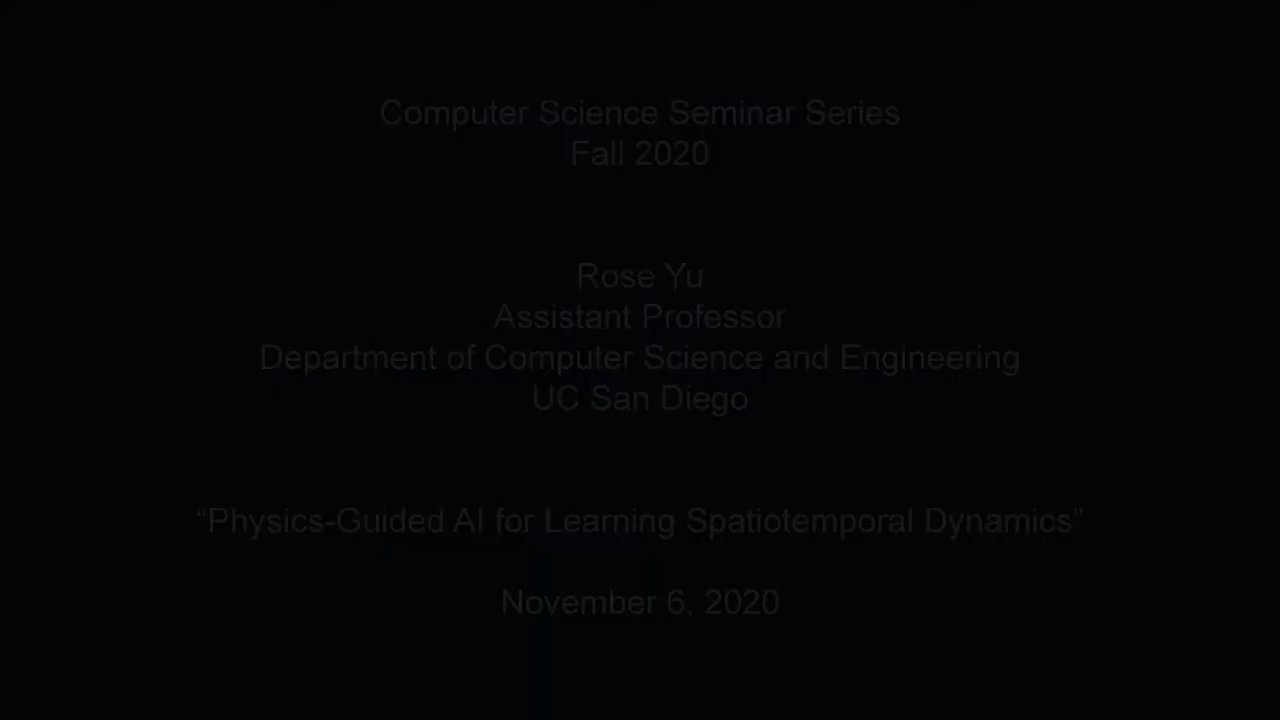 Computer Science Seminar Series
Fall 2020
Rose Yu
Assistant Professor
Department of Computer Science and Engineering
UC San Diego
“Physics-Guided AI for Learning Spatiotemporal Dynamics”
November 6, 2020